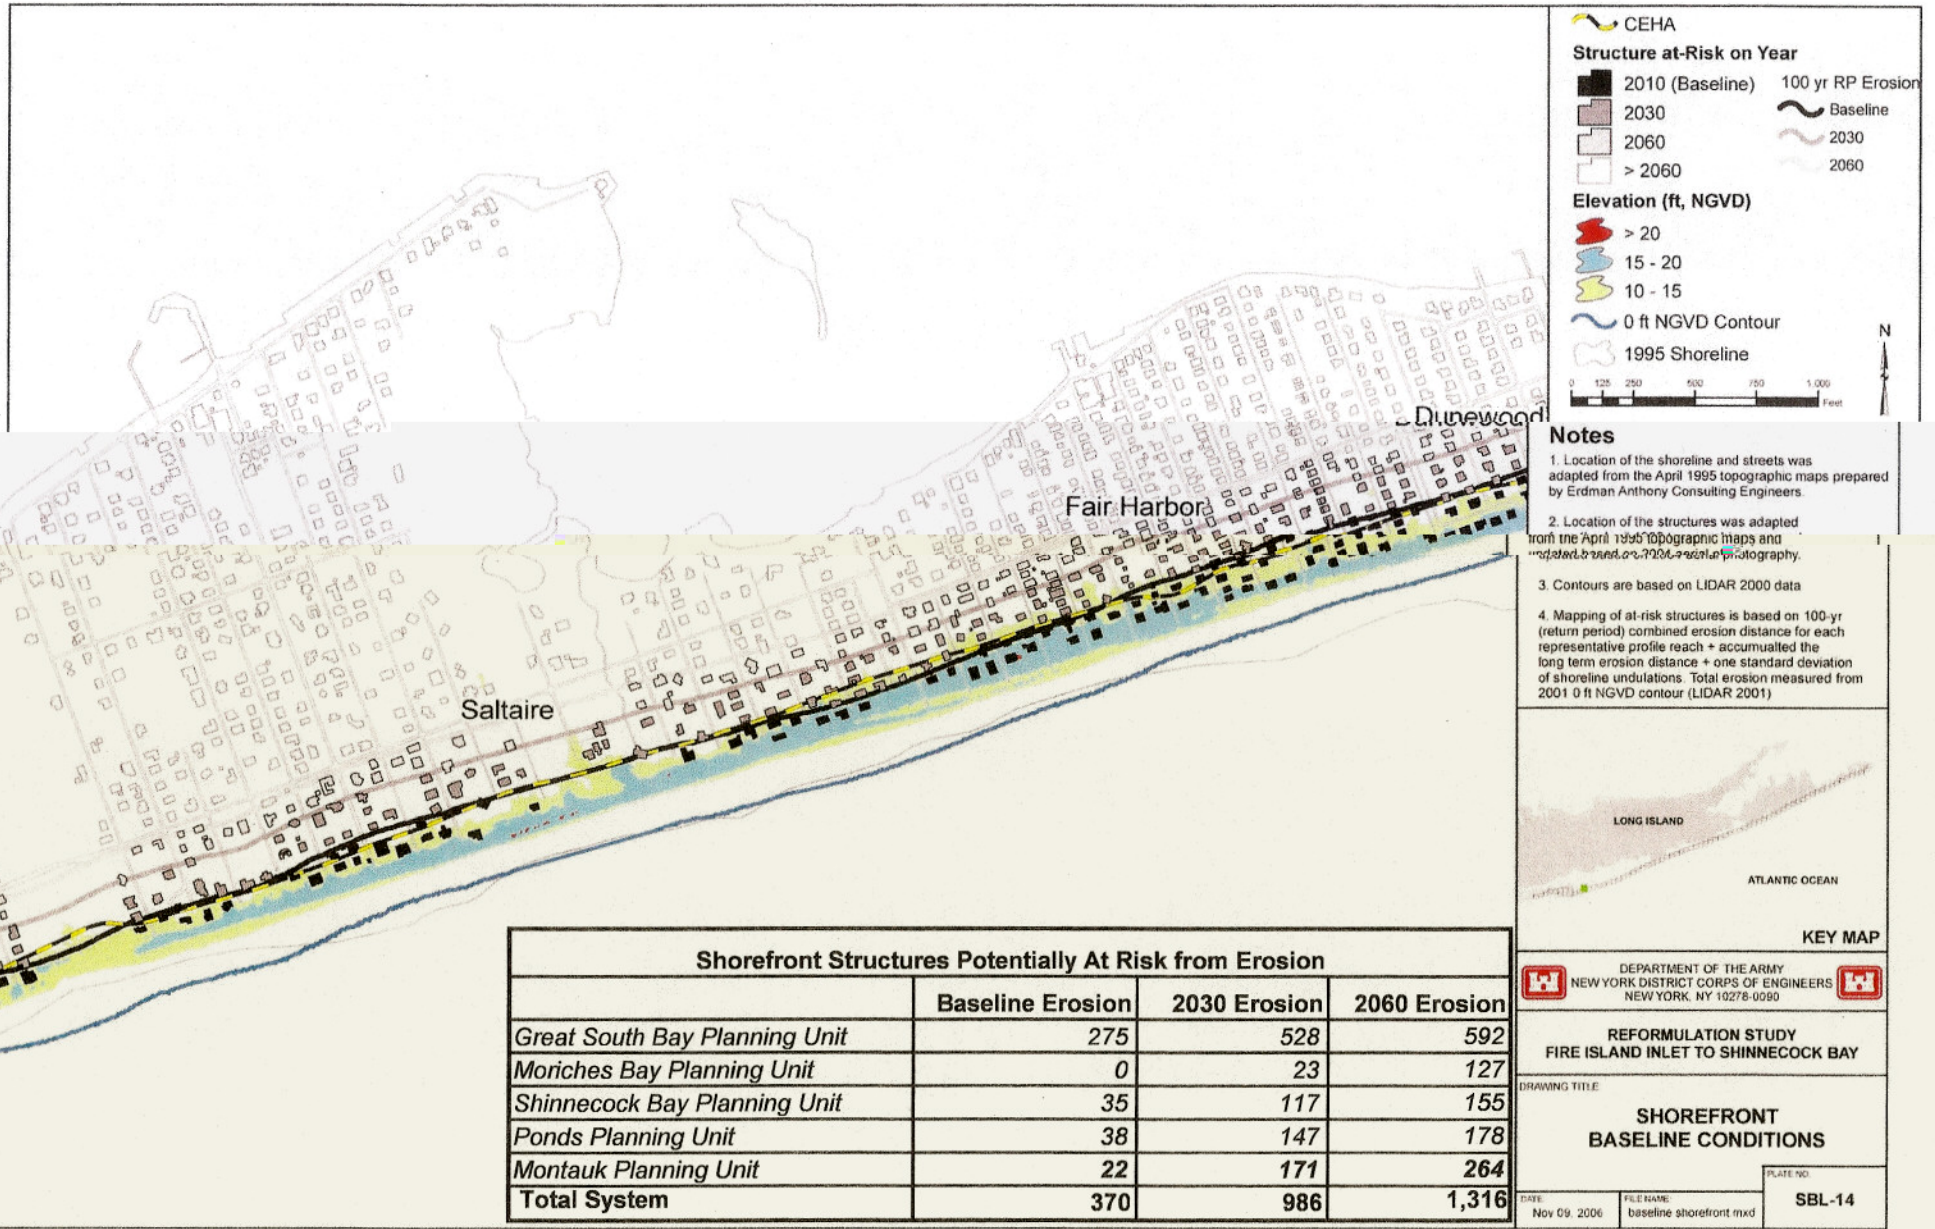 CEHA
Structure at-Risk on Year
2010 (Baseline)
2030
2060
> 2060
100 yr RP Erosion
Baseline
2030
2060
Elevation (ft, NGVD)
> 20
15 - 20
10 - 15
0 ft NGVD Contour
1995 Shoreline
N
0 125 250 500 750 1,000
Feet
Dunewood
Fair Harbor
Saltaire
Notes
1. Location of the shoreline and streets was
adapted from the April 1995 topographic maps prepared
by Erdman Anthony Consulting Engineers.
2. Location of the structures was adapted
from the April 1995 topographic maps and
updated based on photography.
3. Contours are based on LIDAR 2000 data
4. Mapping of at-risk structures is based on 100-yr
(return period) combined erosion distance for each
representative profile reach + accumualted the
long term erosion distance + one standard deviation
of shoreline undulations. Total erosion measured from
2001 0 ft NGVD contour (LIDAR 2001)
LONG ISLAND
ATLANTIC OCEAN
KEY MAP
DEPARTMENT OF THE ARMY
NEW YORK DISTRICT CORPS OF ENGINEERS
NEW YORK, NY 10278-0090
REFORMULATION STUDY
FIRE ISLAND INLET TO SHINNECOCK BAY
DRAWING TITLE
SHOREFRONT
BASELINE CONDITIONS
PLATE NO.
SBL-14
DATE
Nov 09, 2006
FILE NAME
baseline shorefront mxd
Shorefront Structures Potentially At Risk from Erosion
Baseline Erosion 2030 Erosion 2060 Erosion
Great South Bay Planning Unit 275 528 592
Moriches Bay Planning Unit 0 23 127
Shinnecock Bay Planning Unit 35 117 155
Ponds Planning Unit 38 147 178
Montauk Planning Unit 22 171 264
Total System 370 986 1,316